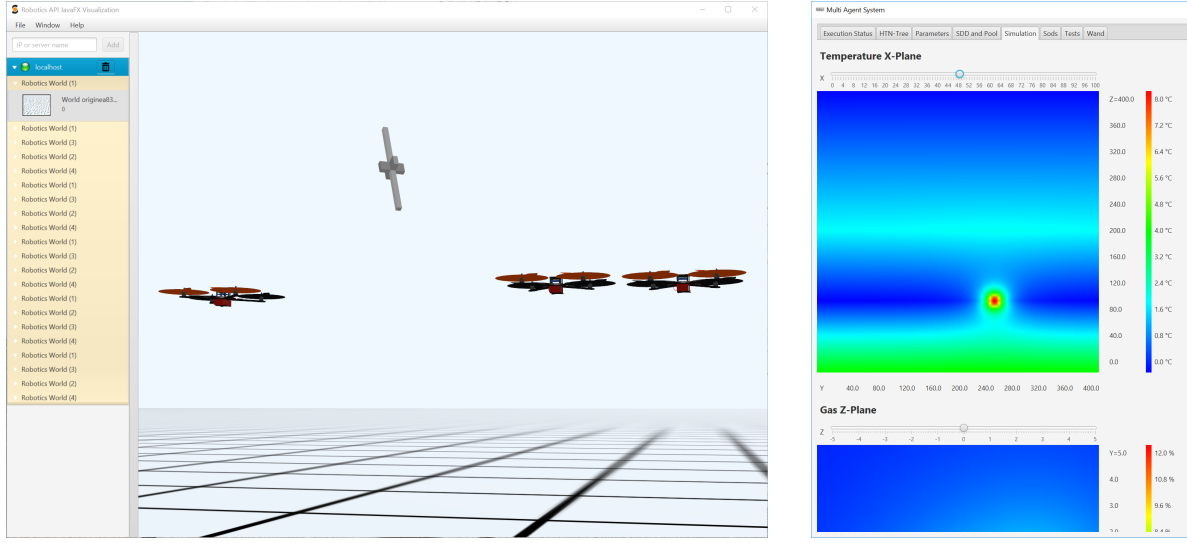 Robotics API JavaFX Visualization
File Window Help
IP or server name Add
localhost
Robotics World (1)
World originea83...
0
Robotics World (1)
Robotics World (3)
Robotics World (2)
Robotics World (4)
Robotics World (1)
Robotics World (3)
Robotics World (2)
Robotics World (4)
Robotics World (1)
Robotics World (3)
Robotics World (2)
Robotics World (4)
Robotics World (1)
Robotics World (2)
Robotics World (3)
Robotics World (4)
Robotics World (1)
Robotics World (3)
Robotics World (2)
Robotics World (4)
Multi Agent System
Execution Status HTN-Tree Parameters SDD and Pool Simulation Sods Tests Wand
Temperature X-Plane
X
0 4 8 12 16 20 24 28 32 36 40 44 48 52 56 60 64 68 72 76 80 84 88 92 96 100
Z=400.0 8.0 °C
360.0 7.2 °C
320.0 6.4 °C
280.0 5.6 °C
240.0 4.8 °C
200.0 4.0 °C
160.0 3.2 °C
120.0 2.4 °C
80.0 1.6 °C
40.0 0.8 °C
0.0 0.0 °C
Y 40.0 80.0 120.0 160.0 200.0 240.0 280.0 320.0 360.0 400.0
Gas Z-Plane
Z
-5 -4 -3 -2 -1 0 1 2 3 4 5
Y=5.0 12.0 %
4.0 10.8 %
3.0 9.6 %
2.0 8.4 %